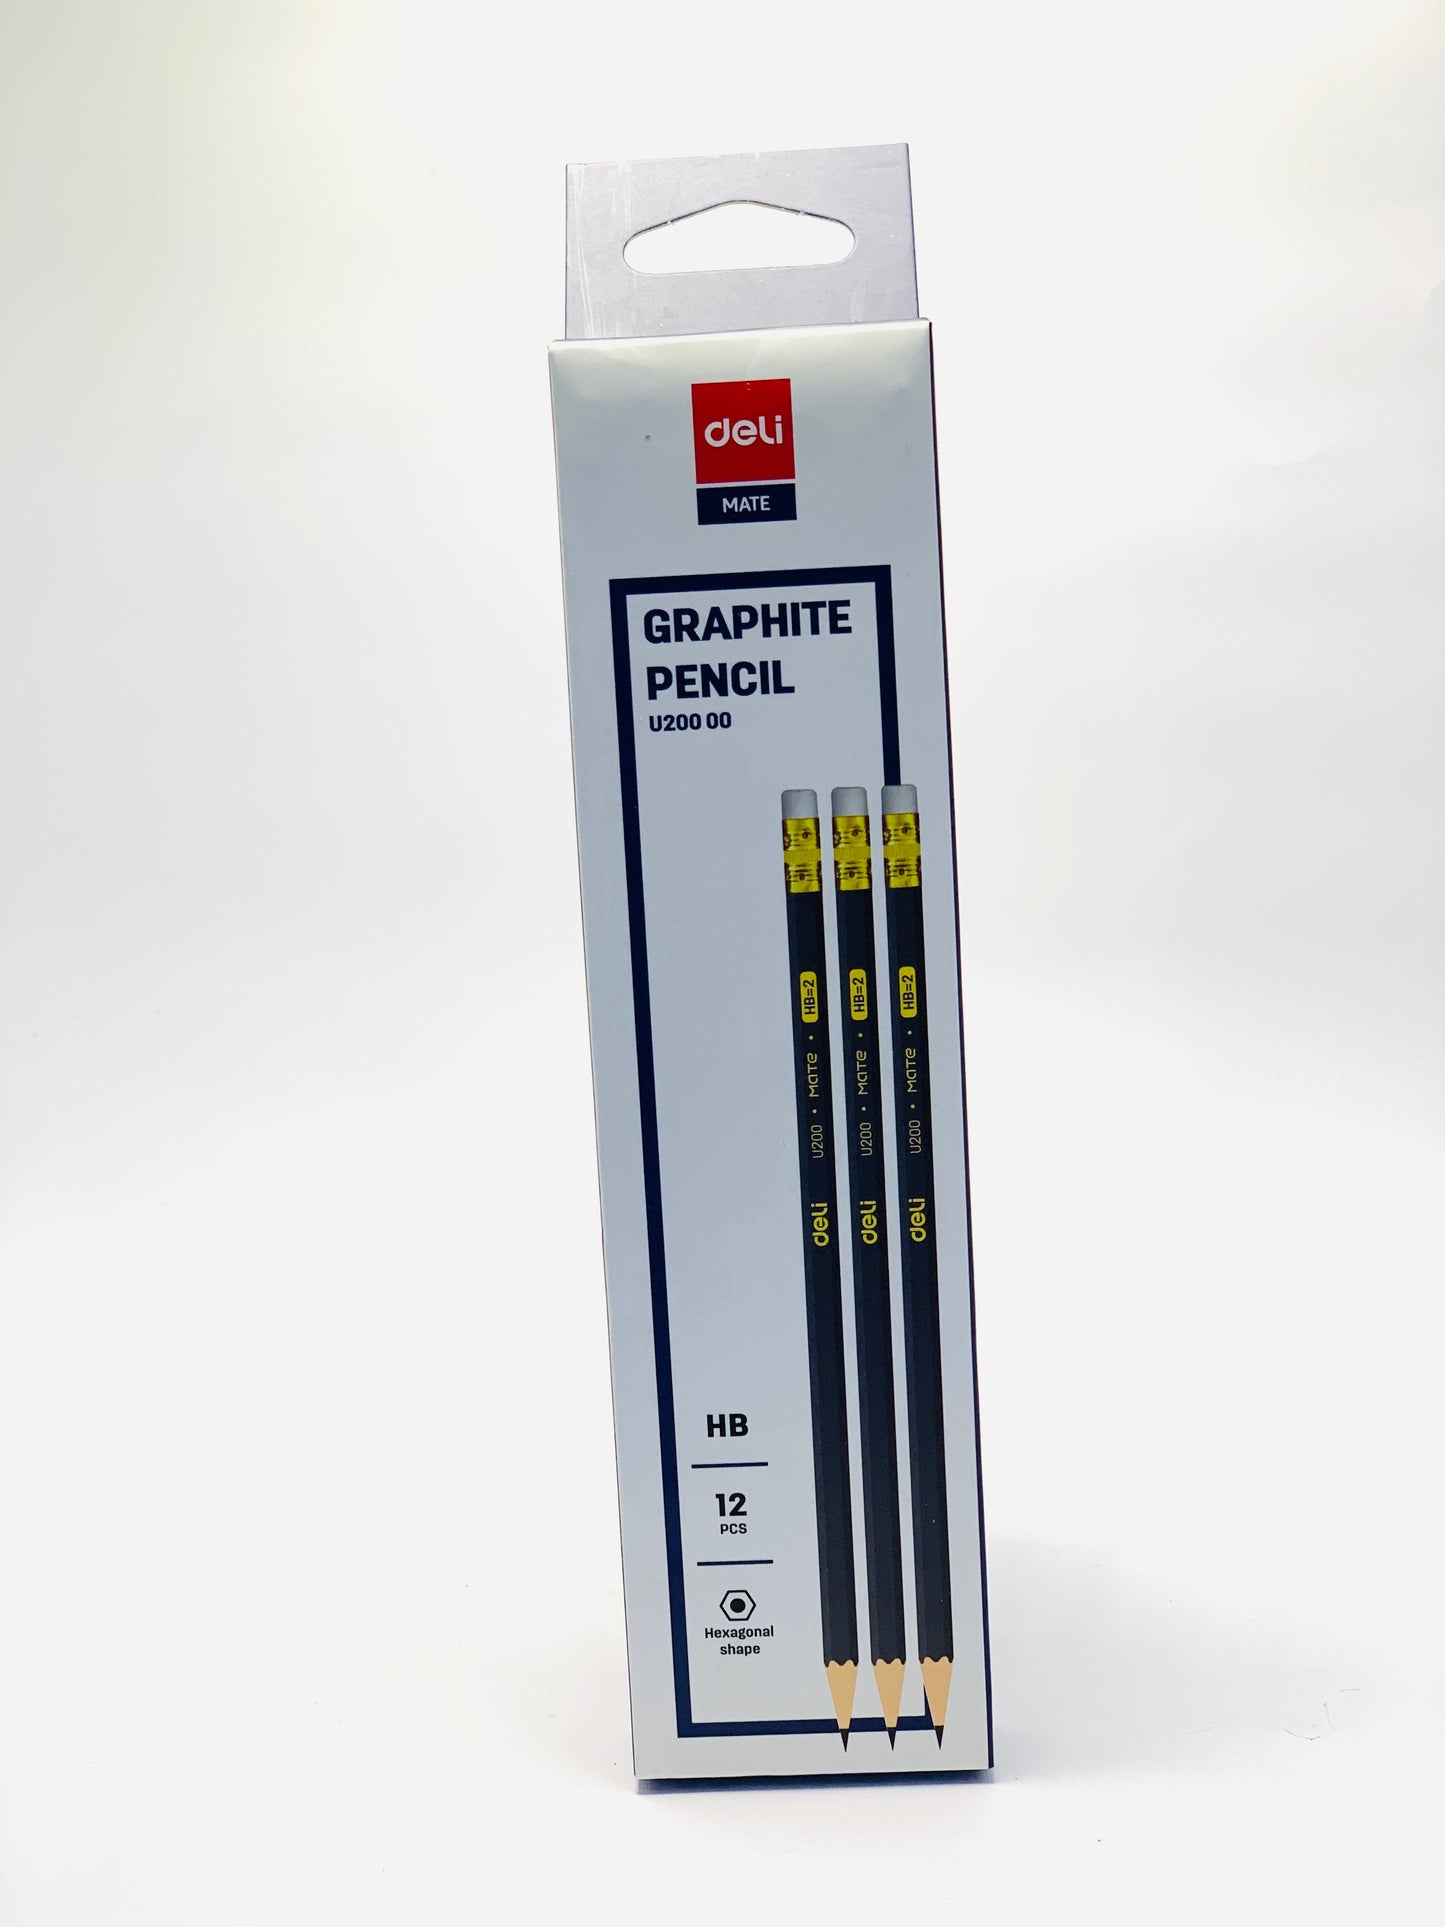 deli
MATE
GRAPHITE
PENCIL
U200 00
deli U200 • MATE • HB=2
deli U200 • MATE • HB=2
deli U200 • MATE • HB=2
HB
12
PCS
Hexagonal
shape